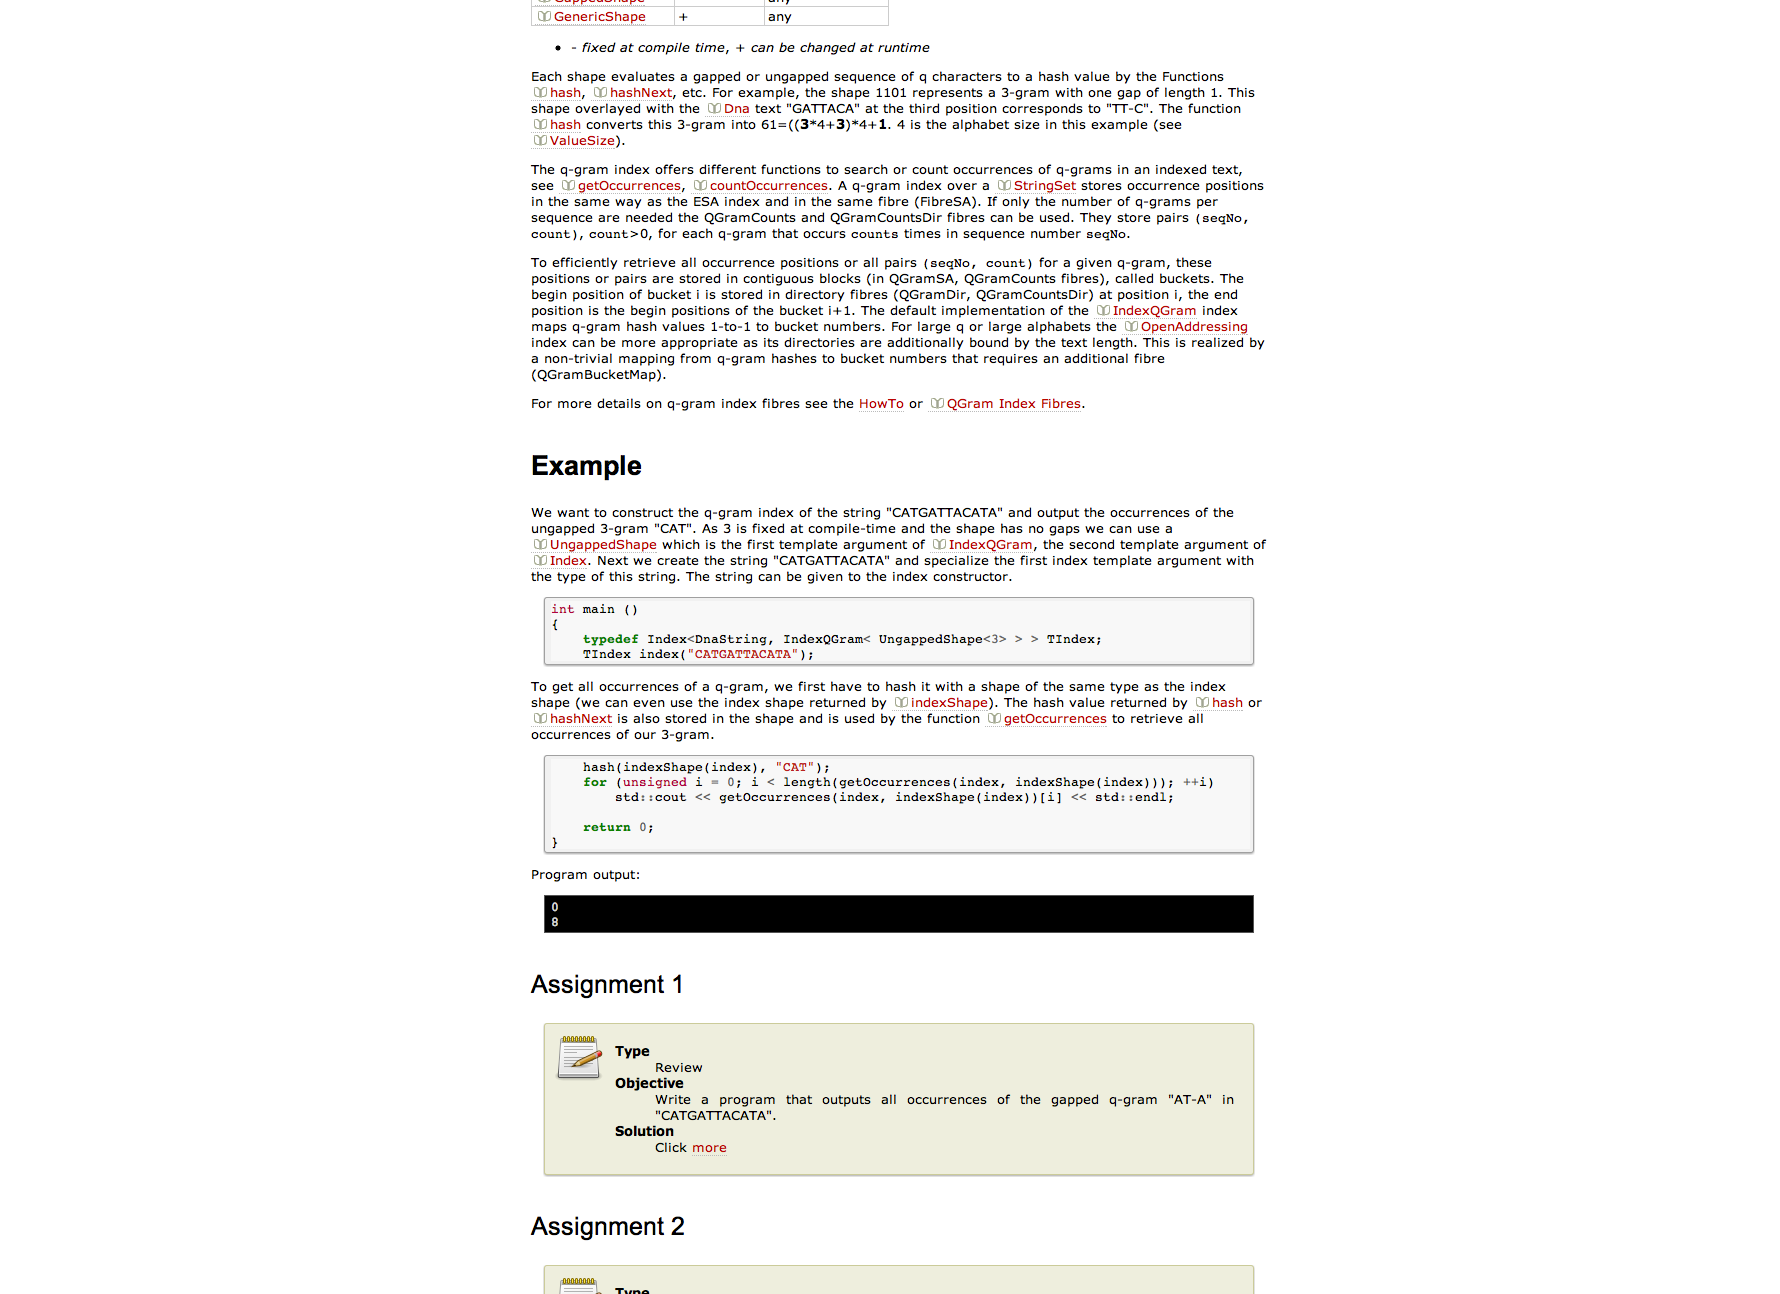 GenericShape + any
• - fixed at compile time, + can be changed at runtime
Each shape evaluates a gapped or ungapped sequence of q characters to a hash value by the Functions
hash, hashNext, etc. For example, the shape 1101 represents a 3-gram with one gap of length 1. This
shape overlayed with the Dna text "GATTACA" at the third position corresponds to "TT-C". The function
hash converts this 3-gram into 61=((3*4+3)*4+1. 4 is the alphabet size in this example (see
ValueSize).
The q-gram index offers different functions to search or count occurrences of q-grams in an indexed text,
see getOccurrences, countOccurrences. A q-gram index over a StringSet stores occurrence positions
in the same way as the ESA index and in the same fibre (FibreSA). If only the number of q-grams per
sequence are needed the QGramCounts and QGramCountsDir fibres can be used. They store pairs (seqNo,
count), count>0, for each q-gram that occurs counts times in sequence number seqNo.
To efficiently retrieve all occurrence positions or all pairs (seqNo, count) for a given q-gram, these
positions or pairs are stored in contiguous blocks (in QGramSA, QGramCounts fibres), called buckets. The
begin position of bucket i is stored in directory fibres (QGramDir, QGramCountsDir) at position i, the end
position is the begin positions of the bucket i+1. The default implementation of the IndexQGram index
maps q-gram hash values 1-to-1 to bucket numbers. For large q or large alphabets the OpenAddressing
index can be more appropriate as its directories are additionally bound by the text length. This is realized by
a non-trivial mapping from q-gram hashes to bucket numbers that requires an additional fibre
(QGramBucketMap).
For more details on q-gram index fibres see the HowTo or QGram Index Fibres.
Example
We want to construct the q-gram index of the string "CATGATTACATA" and output the occurrences of the
ungapped 3-gram "CAT". As 3 is fixed at compile-time and the shape has no gaps we can use a
UngappedShape which is the first template argument of IndexQGram, the second template argument of
Index. Next we create the string "CATGATTACATA" and specialize the first index template argument with
the type of this string. The string can be given to the index constructor.
int main ()
{
typedef Index<DnaString, IndexQGram< UngappedShape<3> > > TIndex;
TIndex index("CATGATTACATA");
To get all occurrences of a q-gram, we first have to hash it with a shape of the same type as the index
shape (we can even use the index shape returned by indexShape). The hash value returned by hash or
hashNext is also stored in the shape and is used by the function getOccurrences to retrieve all
occurrences of our 3-gram.
hash(indexShape(index), "CAT");
for (unsigned i = 0; i < length(getOccurrences(index, indexShape(index))); ++i)
std::cout << getOccurrences(index, indexShape(index))[i] << std::endl;
return 0;
}
Program output:
0
8
Assignment 1
Type
Review
Objective
Write a program that outputs all occurrences of the gapped q-gram "AT-A" in
"CATGATTACATA".
Solution
Click more
Assignment 2
Type